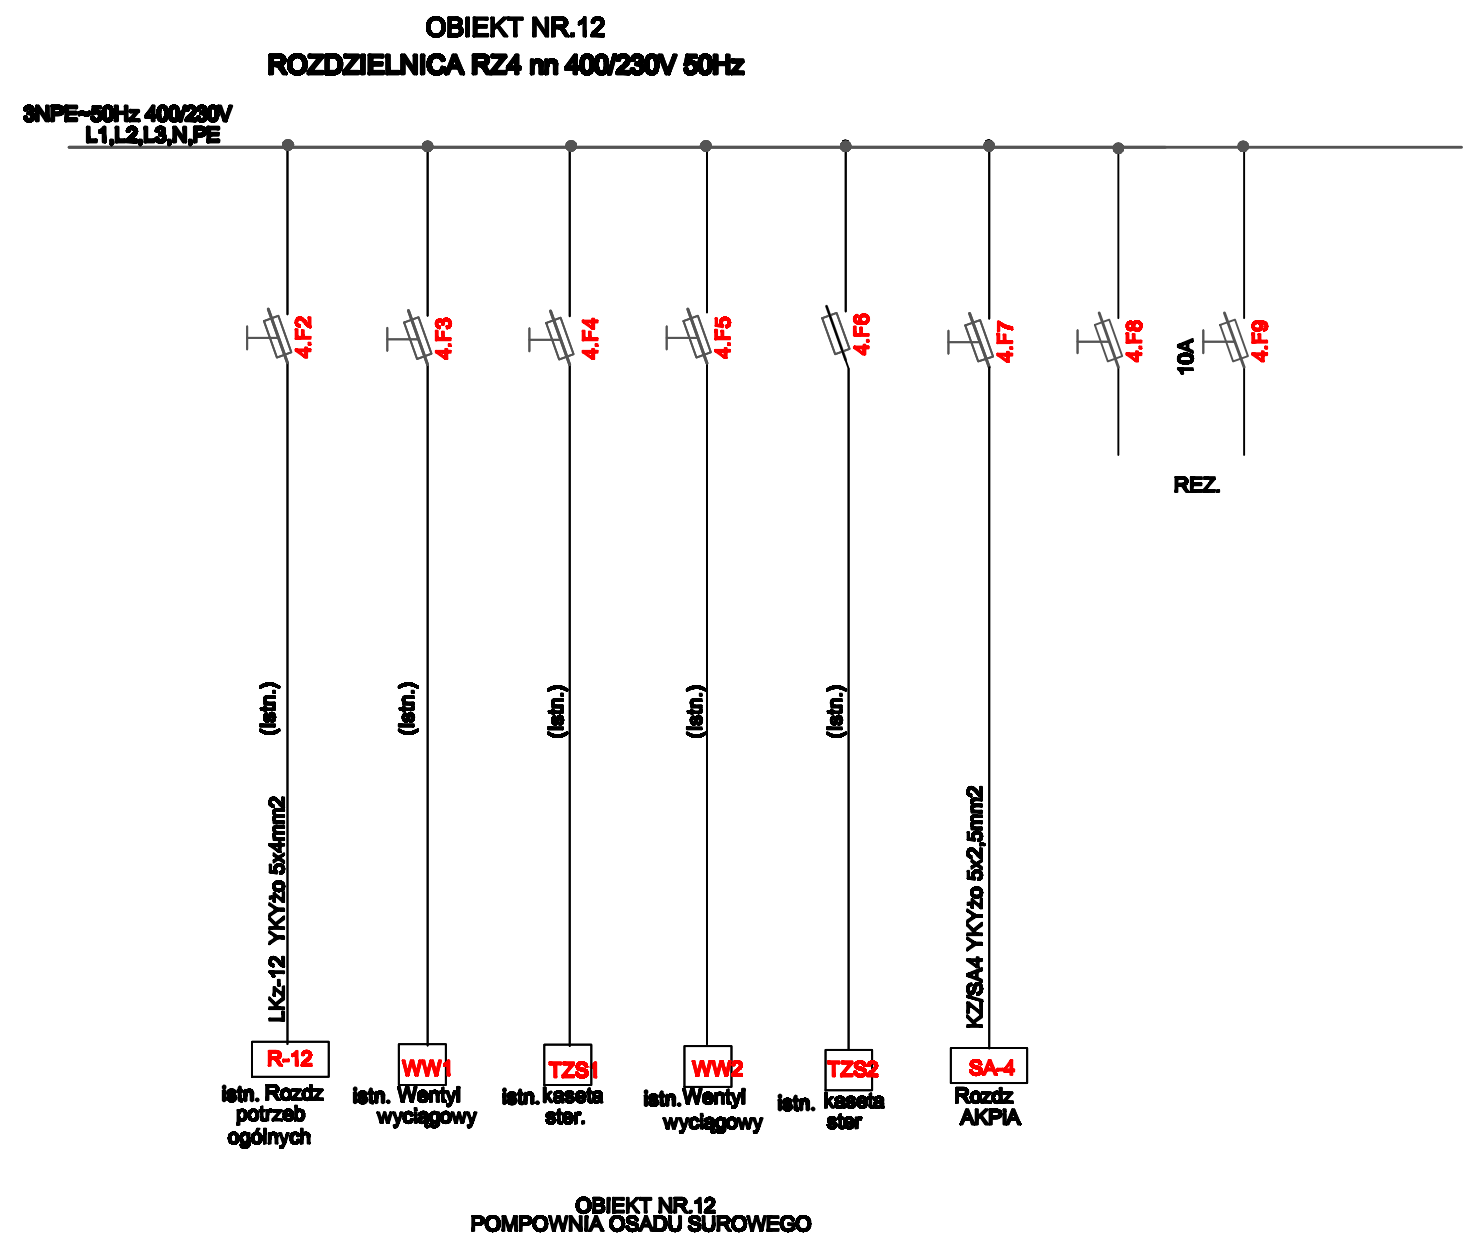 OBIEKT NR.12
ROZDZIELNICA RZ4 nn 400/230V 50Hz
3NPE~50Hz 400/230V
L1,L2,L3,N,PE
4.F2
4.F3
4.F4
4.F5
4.F6
4.F7
4.F8
10A
4.F9
REZ.
(istn.)
(istn.)
(istn.)
(istn.)
(istn.)
LKz-12 YKYżo 5x4mm2
KZ/SA4 YKYżo 5x2,5mm2
R-12
istn. Rozdz
potrzeb
ogólnych
WW1
istn. Wentyl
wyciągowy
TZS1
istn. kaseta
ster.
WW2
istn. Wentyl
wyciągowy
TZS2
istn. kaseta
ster
SA-4
Rozdz
AKPiA
OBIEKT NR.12
POMPOWNIA OSADU SUROWEGO